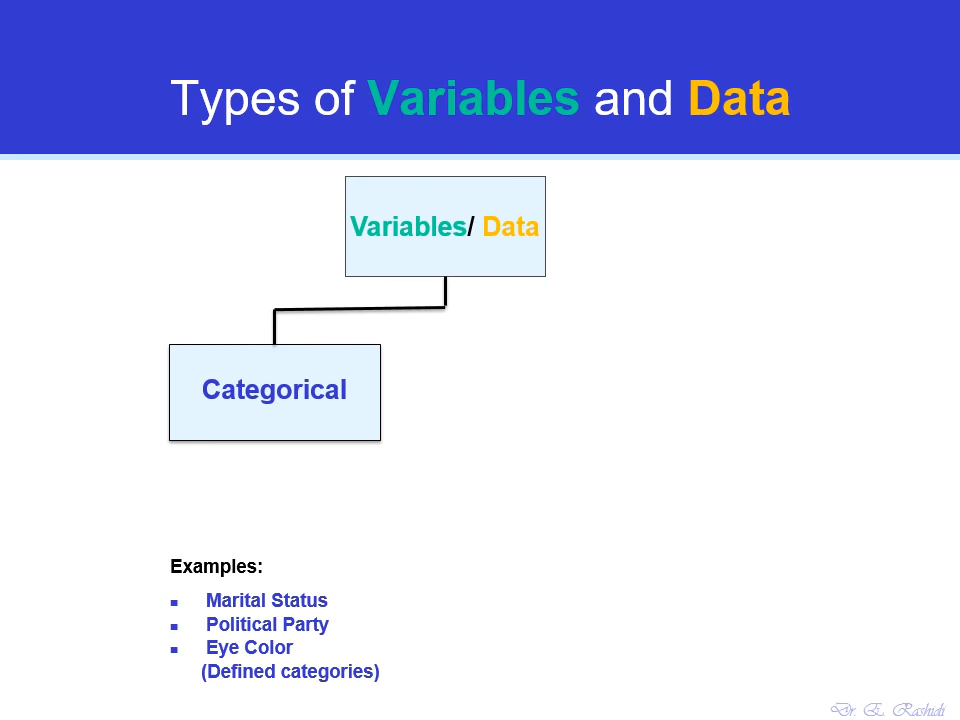 Types of Variables and Data
Variables/ Data
Categorical
Examples:
▪ Marital Status
▪ Political Party
▪ Eye Color
(Defined categories)
Dr. E. Rashidi